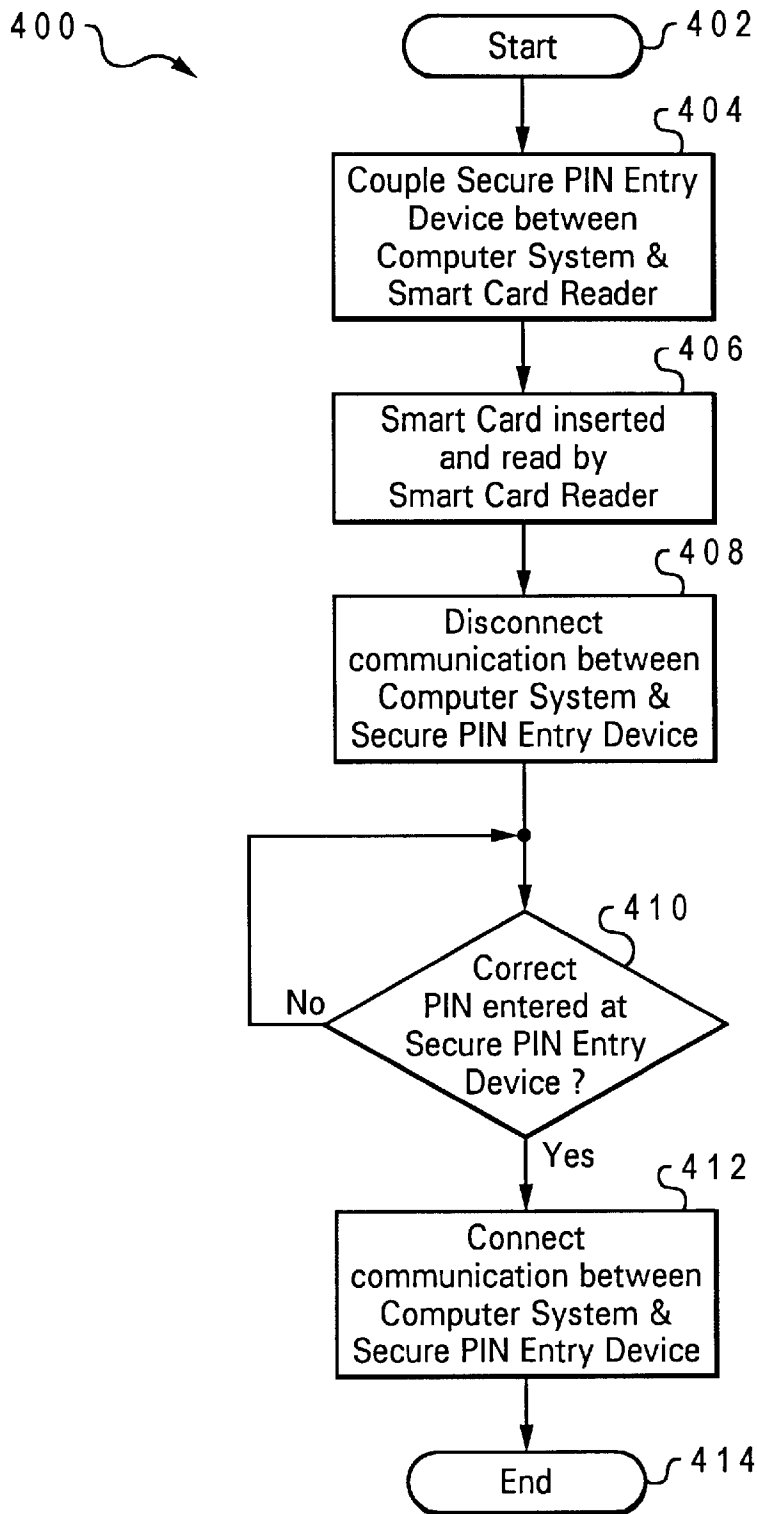 400
Start
402
404
Couple Secure PIN Entry
Device between
Computer System &
Smart Card Reader
406
Smart Card inserted
and read by
Smart Card Reader
408
Disconnect
communication between
Computer System &
Secure PIN Entry Device
410
Correct
PIN entered at
Secure PIN Entry
Device ?
No
Yes
412
Connect
communication between
Computer System &
Secure PIN Entry Device
End
414